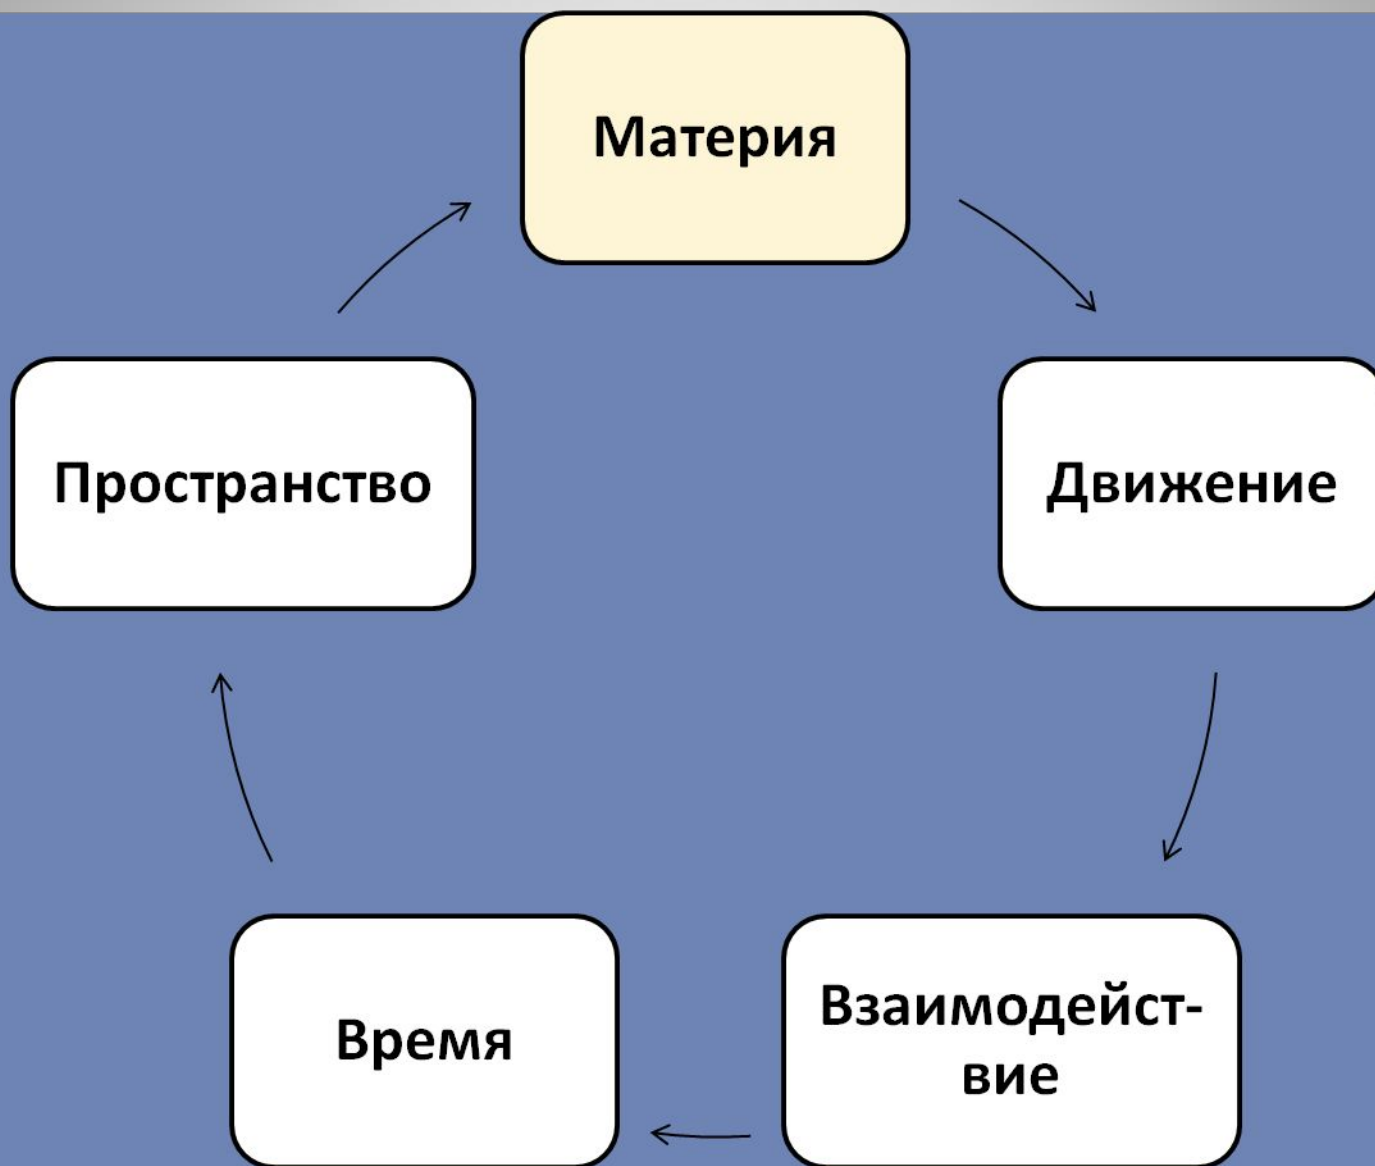 Материя
Пространство
Движение
Время
Взаимодейст-
вие